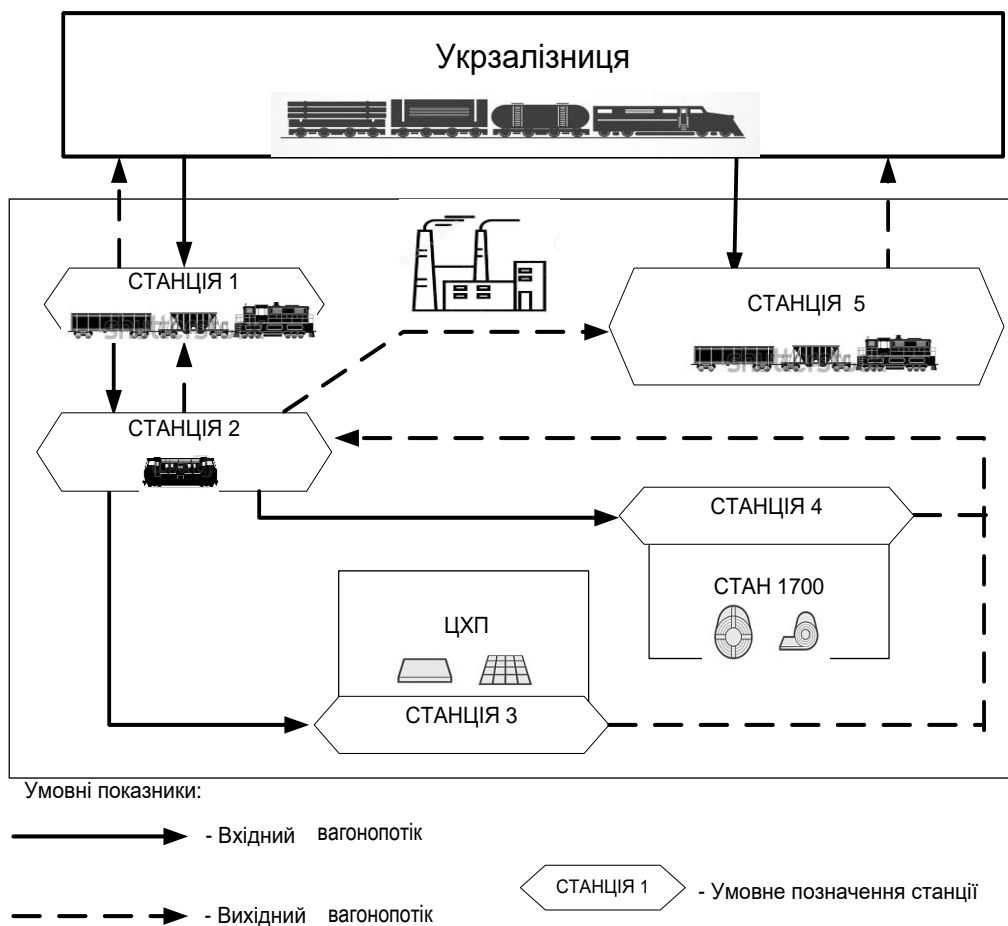 Укрзалізниця
СТАНЦІЯ 1
СТАНЦІЯ 5
СТАНЦІЯ 2
СТАНЦІЯ 4
СТАН 1700
ЦХП
СТАНЦІЯ 3
Умовні показники:
- Вхідний вагонопотік
СТАНЦІЯ 1 - Умовне позначення станції
- Вихідний вагонопотік